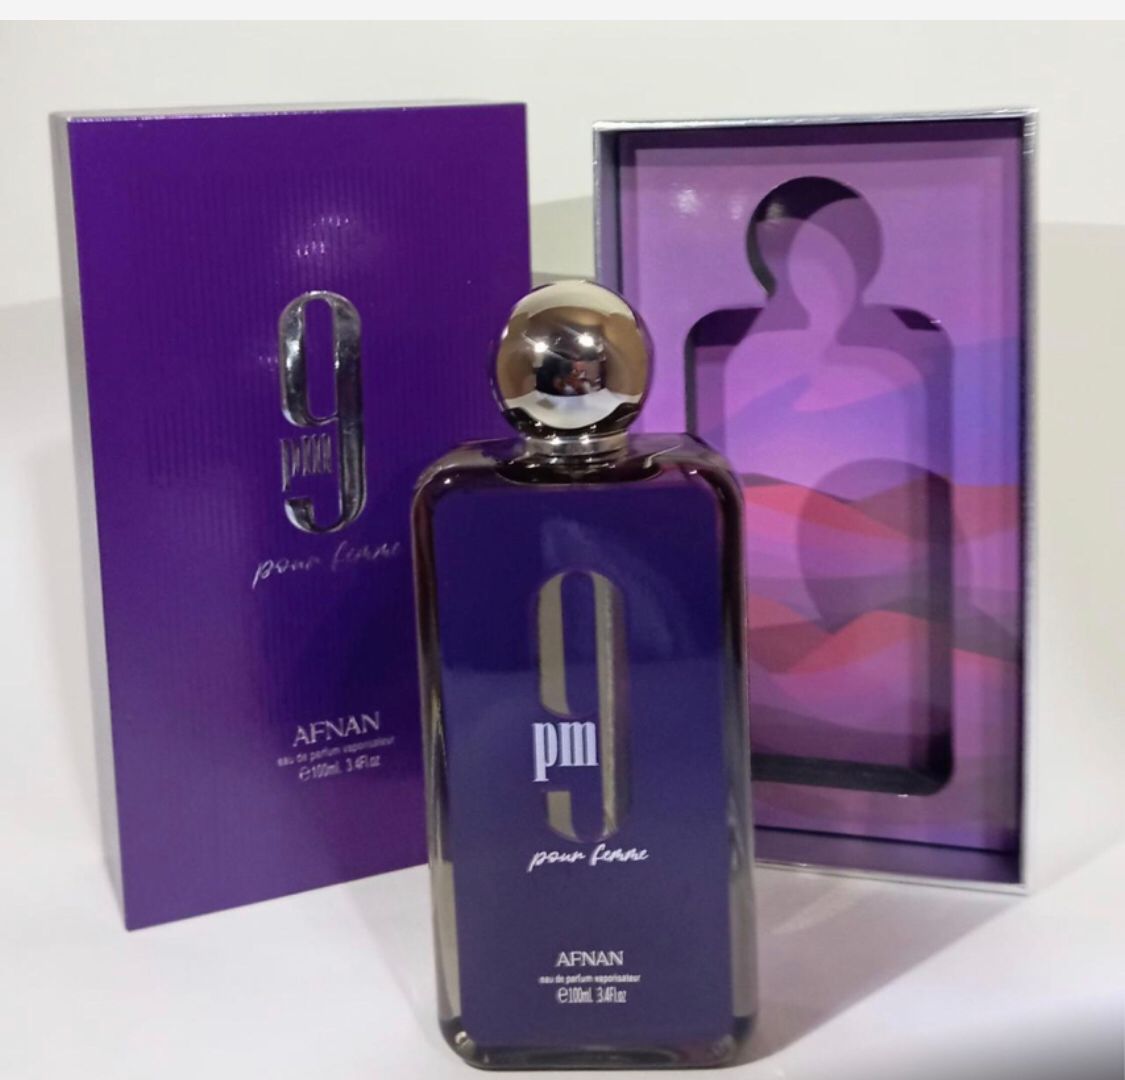 9
pm
pour femme
AFNAN
eau de parfum vaporisateur
℮100ml. 3.4Fl.oz
9
pm
pour femme
AFNAN
eau de parfum vaporisateur
℮100ml. 3.4Fl.oz